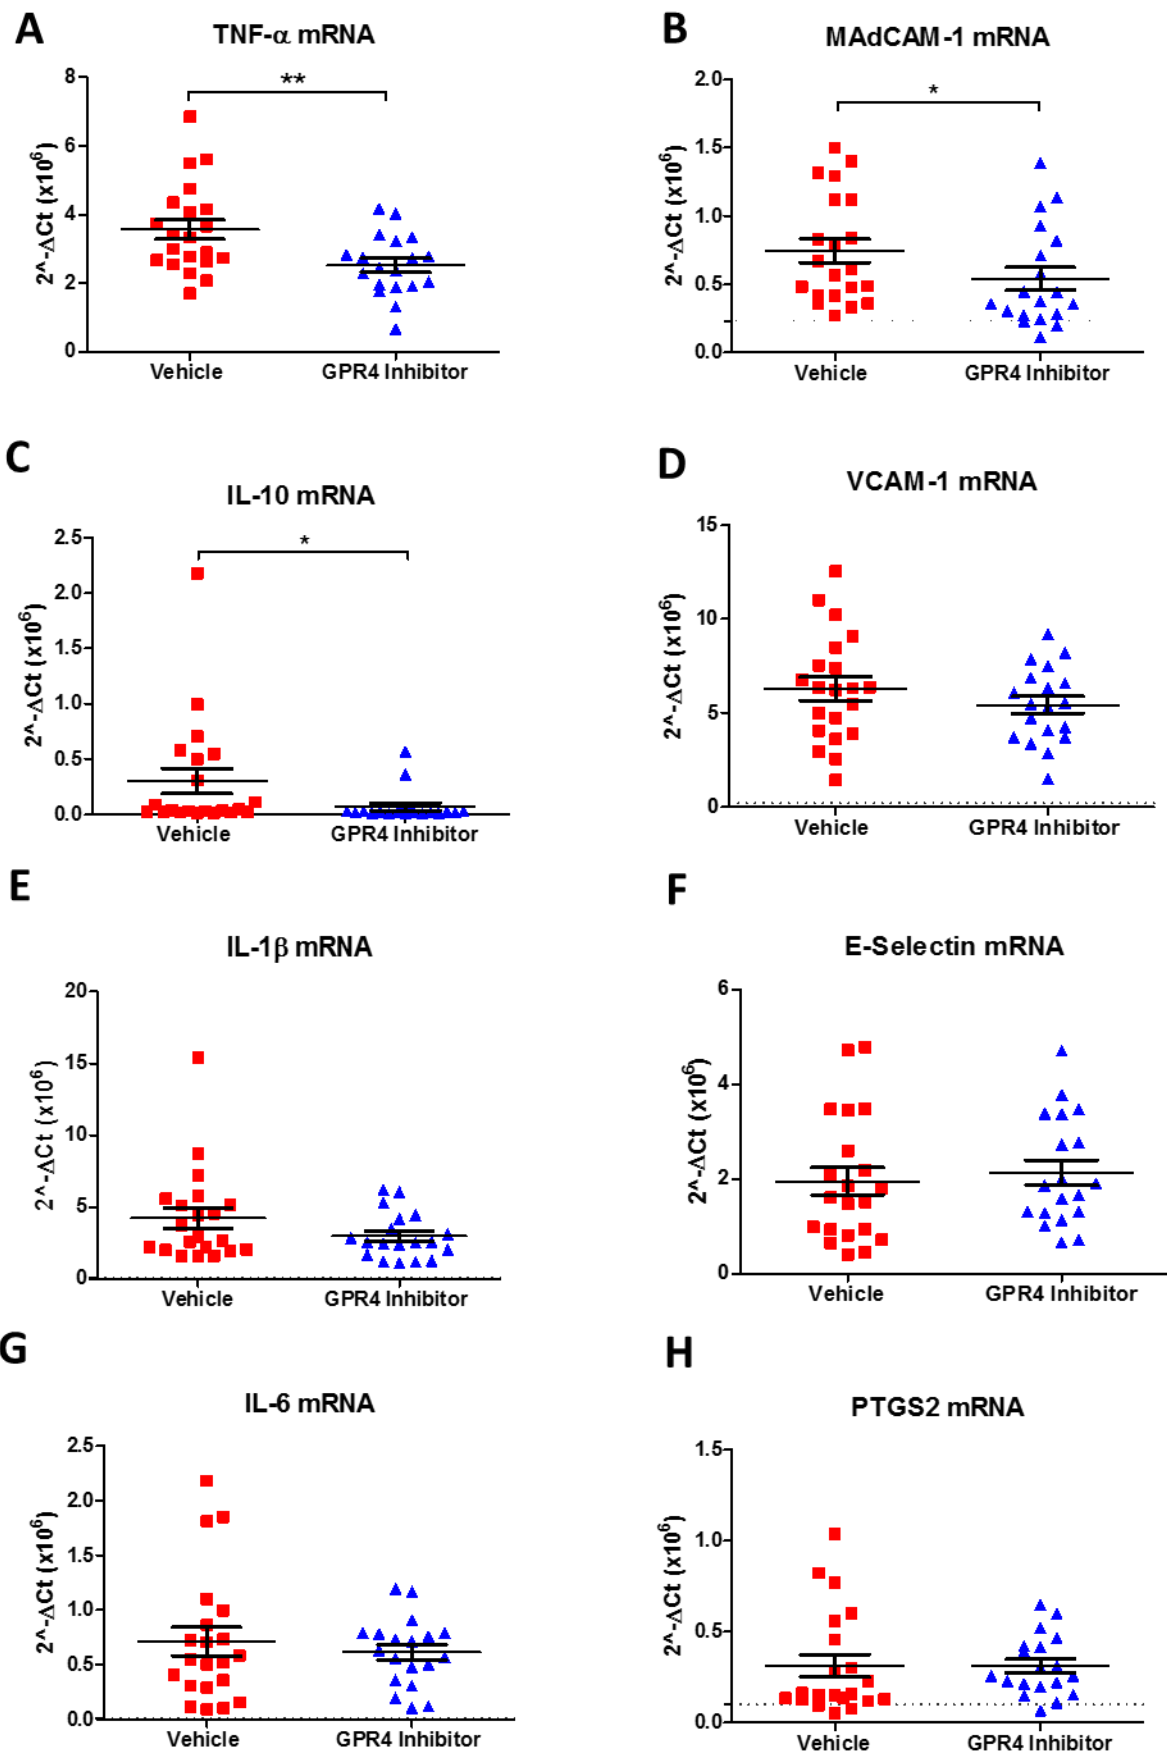 A
TNF-α mRNA
**
8
6
4
2
0
2^-ΔCt (x10⁶)
Vehicle
GPR4 Inhibitor
B
MAdCAM-1 mRNA
*
2.0
1.5
1.0
0.5
0.0
2^-ΔCt (x10⁶)
Vehicle
GPR4 Inhibitor
C
IL-10 mRNA
*
2.5
2.0
1.5
1.0
0.5
0.0
2^-ΔCt (x10⁶)
Vehicle
GPR4 Inhibitor
D
VCAM-1 mRNA
15
10
5
0
2^-ΔCt (x10⁶)
Vehicle
GPR4 Inhibitor
E
IL-1β mRNA
20
15
10
5
0
2^-ΔCt (x10⁶)
Vehicle
GPR4 Inhibitor
F
E-Selectin mRNA
6
4
2
0
2^-ΔCt (x10⁶)
Vehicle
GPR4 Inhibitor
G
IL-6 mRNA
2.5
2.0
1.5
1.0
0.5
0.0
2^-ΔCt (x10⁶)
Vehicle
GPR4 Inhibitor
H
PTGS2 mRNA
1.5
1.0
0.5
0.0
2^-ΔCt (x10⁶)
Vehicle
GPR4 Inhibitor